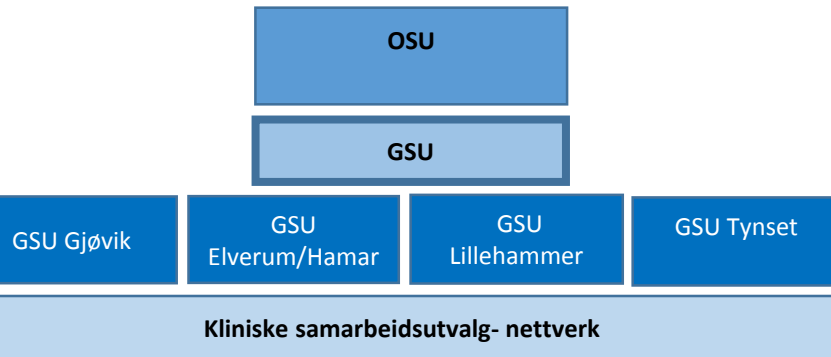 OSU
GSU
GSU Gjøvik
GSU
Elverum/Hamar
GSU
Lillehammer
GSU Tynset
Kliniske samarbeidsutvalg- nettverk